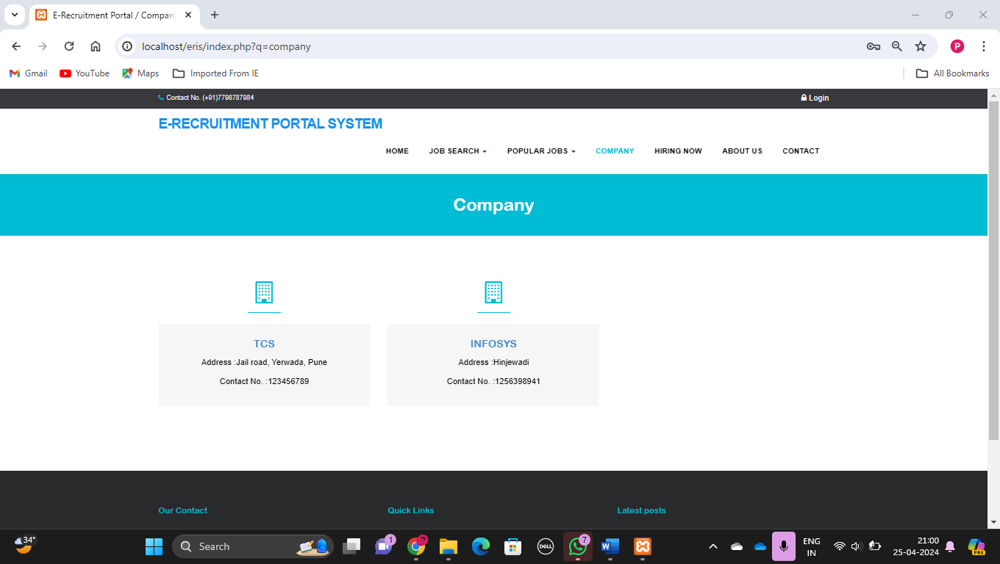 E-Recruitment Portal / Company
localhost/eris/index.php?q=company
P
Gmail
YouTube
Maps
Imported From IE
All Bookmarks
Contact No. (+91)7798787984
Login
E-RECRUITMENT PORTAL SYSTEM
HOME
JOB SEARCH
POPULAR JOBS
COMPANY
HIRING NOW
ABOUT US
CONTACT
Company
TCS
Address :Jail road, Yerwada, Pune
Contact No. :123456789
INFOSYS
Address :Hinjewadi
Contact No. :1256398941
Our Contact
Quick Links
Latest posts
34°
Search
1
DELL
7
W
ENG
IN
21:00
25-04-2024
PRE